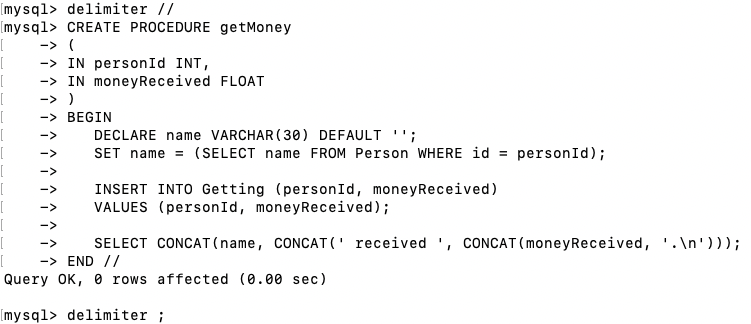 [mysql> delimiter //
[mysql> CREATE PROCEDURE getMoney
[    -> (
[    -> IN personId INT,
[    -> IN moneyReceived FLOAT
[    -> )
[    -> BEGIN
[    ->    DECLARE name VARCHAR(30) DEFAULT '';
[    ->    SET name = (SELECT name FROM Person WHERE id = personId);
[    ->
[    ->    INSERT INTO Getting (personId, moneyReceived)
[    ->    VALUES (personId, moneyReceived);
[    ->
[    ->    SELECT CONCAT(name, CONCAT(' received ', CONCAT(moneyReceived, '.\n')));
[    -> END //
Query OK, 0 rows affected (0.00 sec)

[mysql> delimiter ;